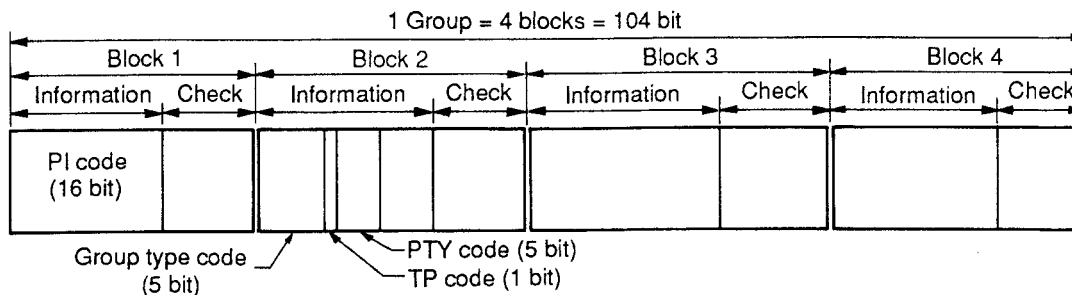 1 Group = 4 blocks = 104 bit
Block 1 Block 2 Block 3 Block 4
Information Check Information Check Information Check Information Check
PI code
(16 bit)
Group type code
(5 bit)
PTY code (5 bit)
TP code (1 bit)